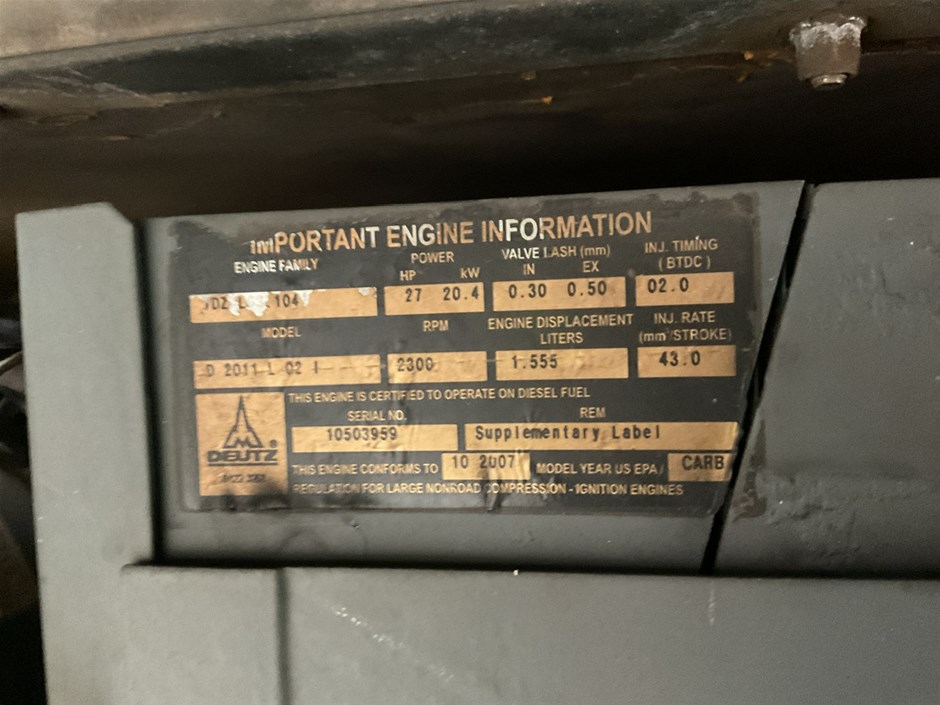 IMPORTANT ENGINE INFORMATION
ENGINE FAMILY
POWER
HP kW
VALVE LASH (mm)
IN EX
INJ. TIMING
(BTDC)
27 20.4
0.30 0.50
02.0
MODEL
RPM
ENGINE DISPLACEMENT
LITERS
INJ. RATE
(mm³/STROKE)
D 2011 L 02 I
2300
1.555
43.0
THIS ENGINE IS CERTIFIED TO OPERATE ON DIESEL FUEL
SERIAL NO.
REM
10503959
Supplementary Label
DEUTZ ®
THIS ENGINE CONFORMS TO 10 2007 MODEL YEAR US EPA / CARB
REGULATION FOR LARGE NONROAD COMPRESSION - IGNITION ENGINES